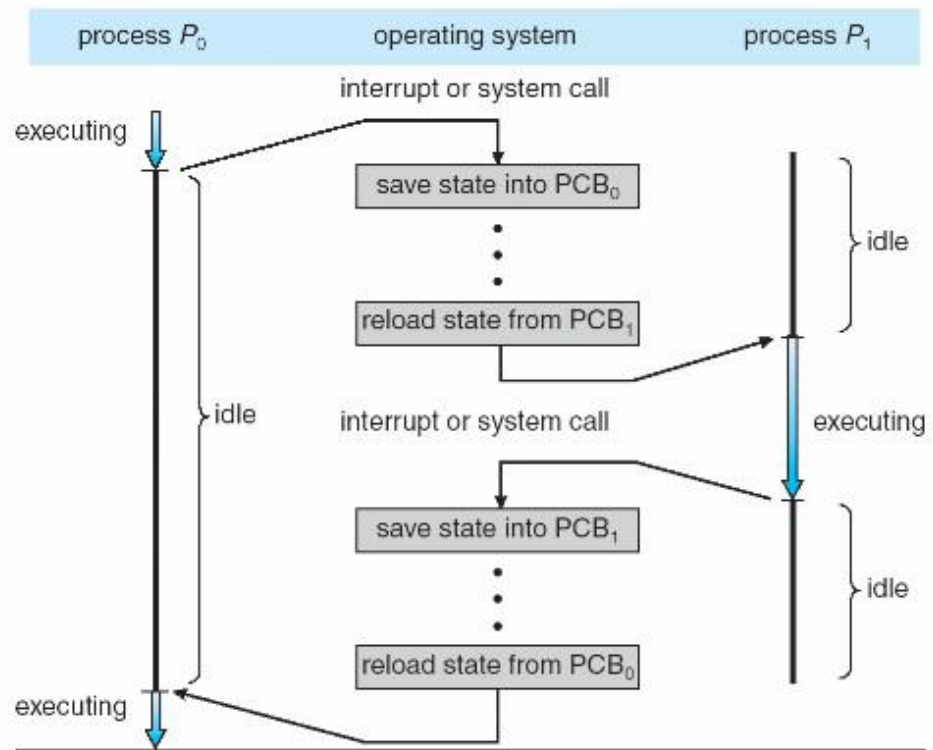 process P₀ operating system process P₁
interrupt or system call
executing
save state into PCB₀
idle
reload state from PCB₁
idle
interrupt or system call
executing
save state into PCB₁
idle
reload state from PCB₀
executing